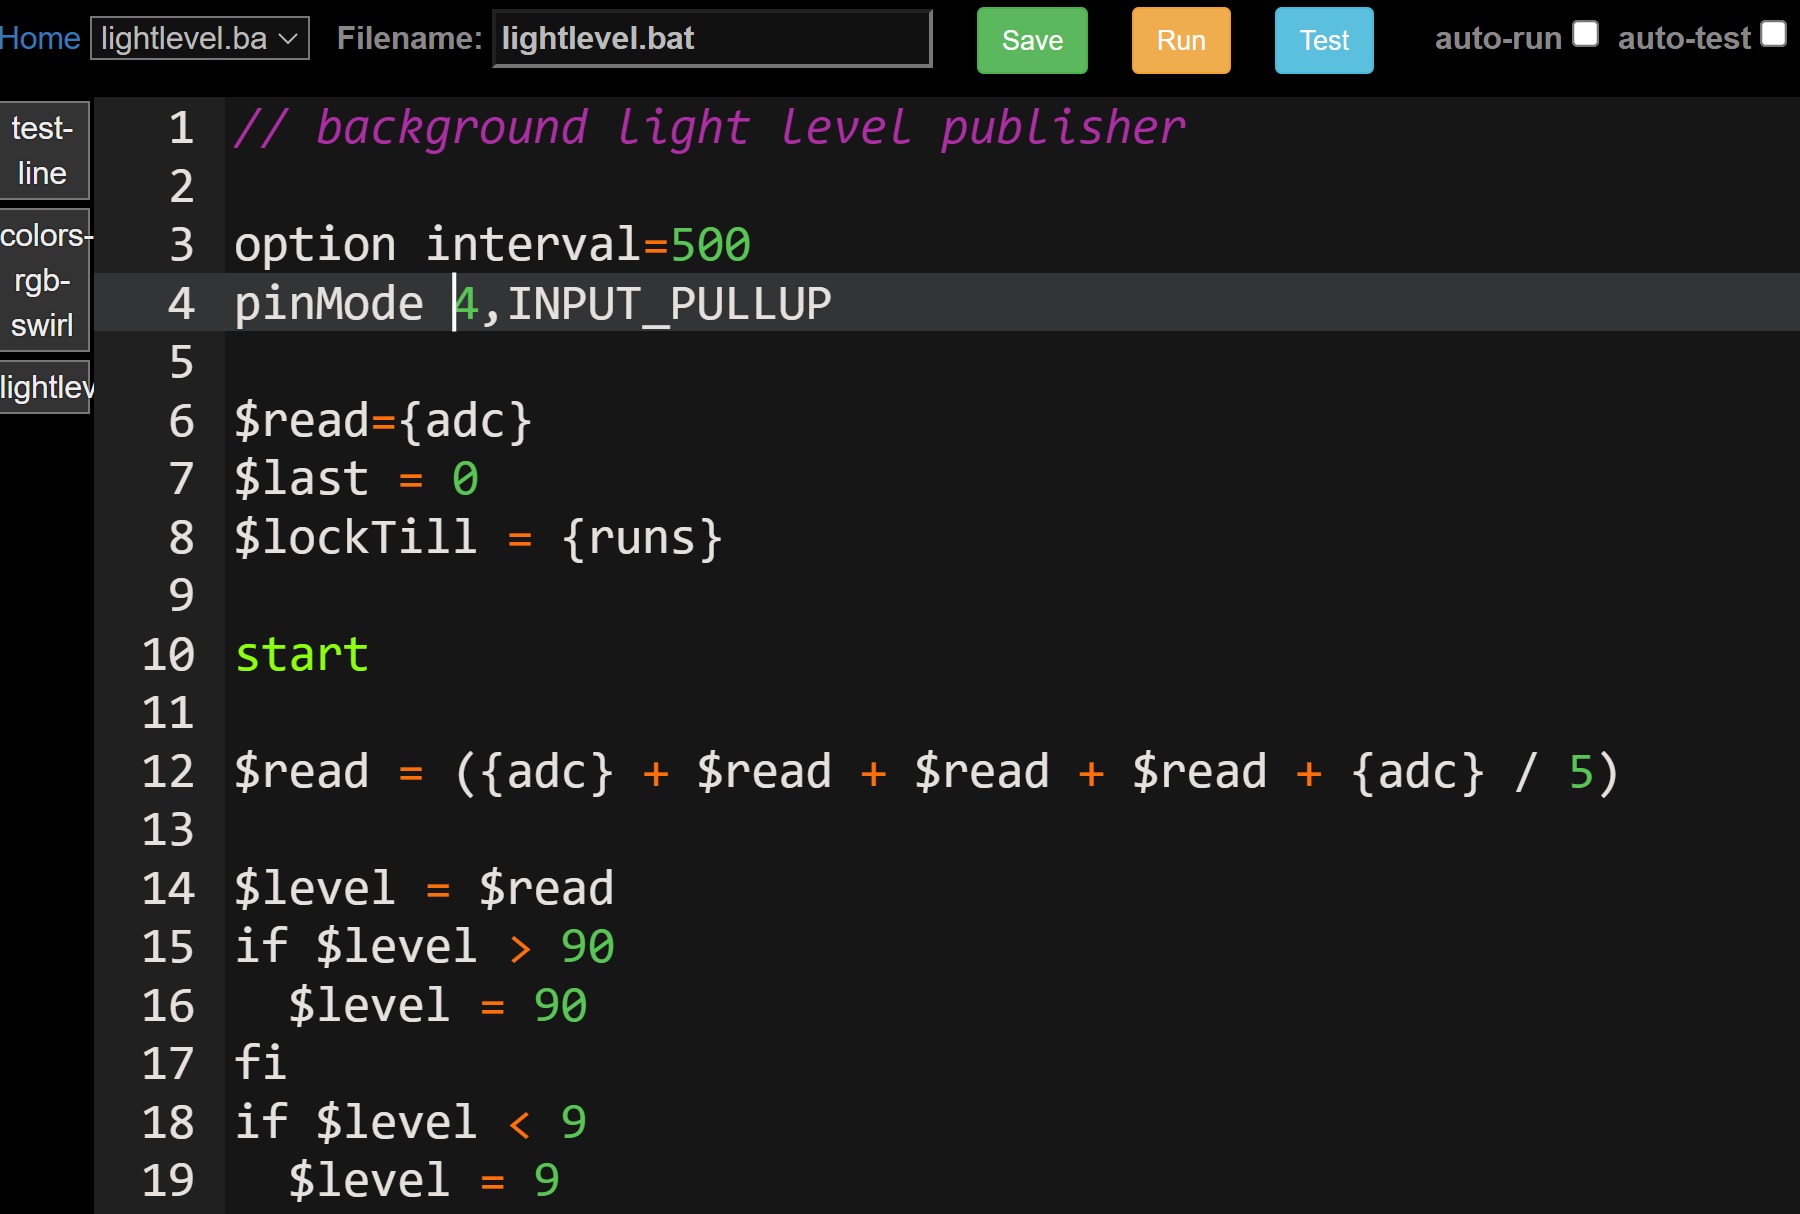 Home lightlevel.ba Filename: lightlevel.bat Save Run Test auto-run auto-test
test-
line
colors-
rgb-
swirl
lightlev
1 // background light level publisher
2
3 option interval=500
4 pinMode 4,INPUT_PULLUP
5
6 $read={adc}
7 $last = 0
8 $lockTill = {runs}
9
10 start
11
12 $read = ({adc} + $read + $read + $read + {adc} / 5)
13
14 $level = $read
15 if $level > 90
16   $level = 90
17 fi
18 if $level < 9
19   $level = 9